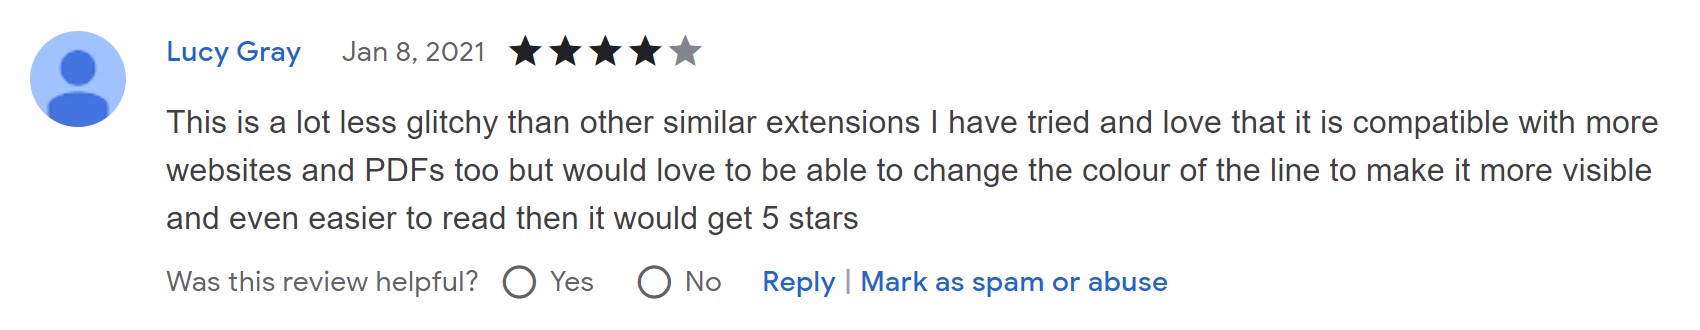 Lucy Gray Jan 8, 2021
This is a lot less glitchy than other similar extensions I have tried and love that it is compatible with more
websites and PDFs too but would love to be able to change the colour of the line to make it more visible
and even easier to read then it would get 5 stars
Was this review helpful? Yes No Reply | Mark as spam or abuse